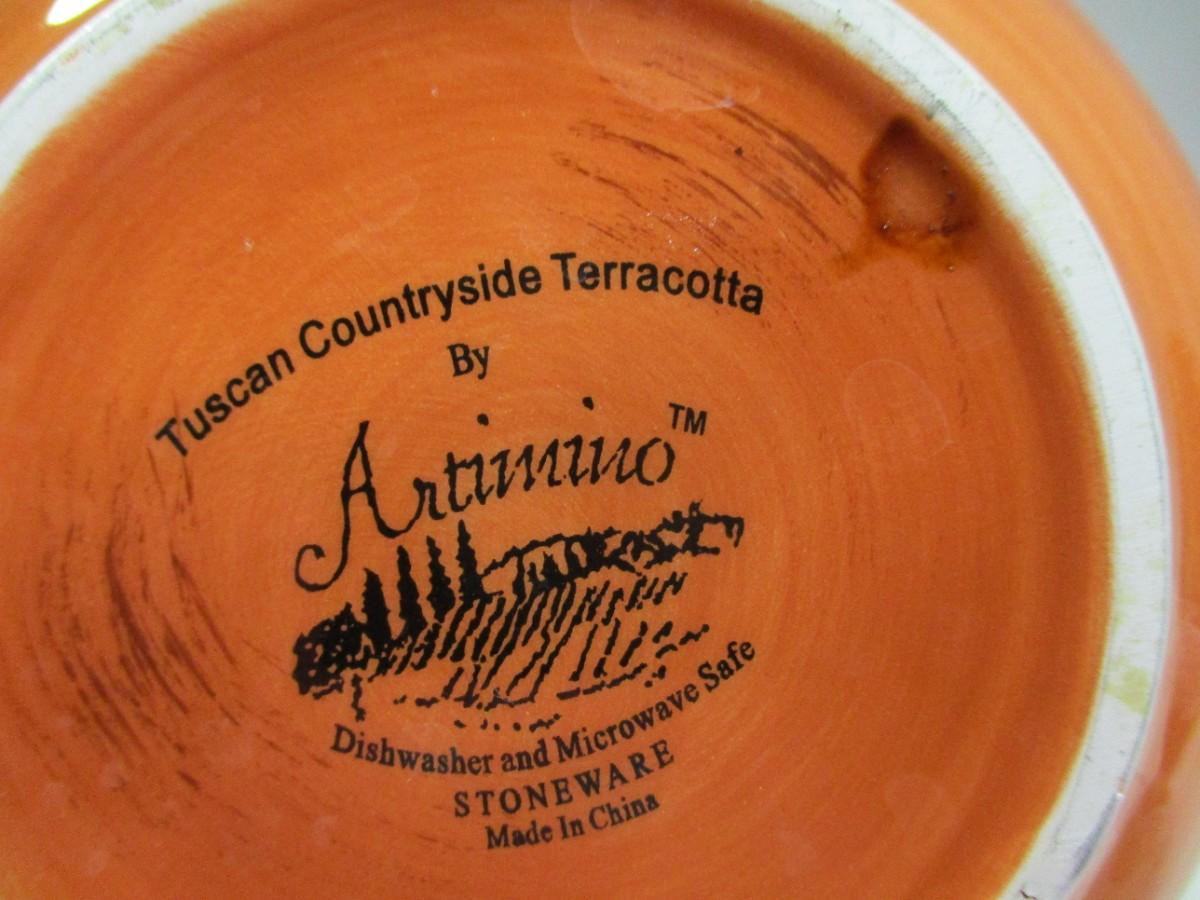 Tuscan Countryside Terracotta
By
Artimino™
Dishwasher and Microwave Safe
STONEWARE
Made In China